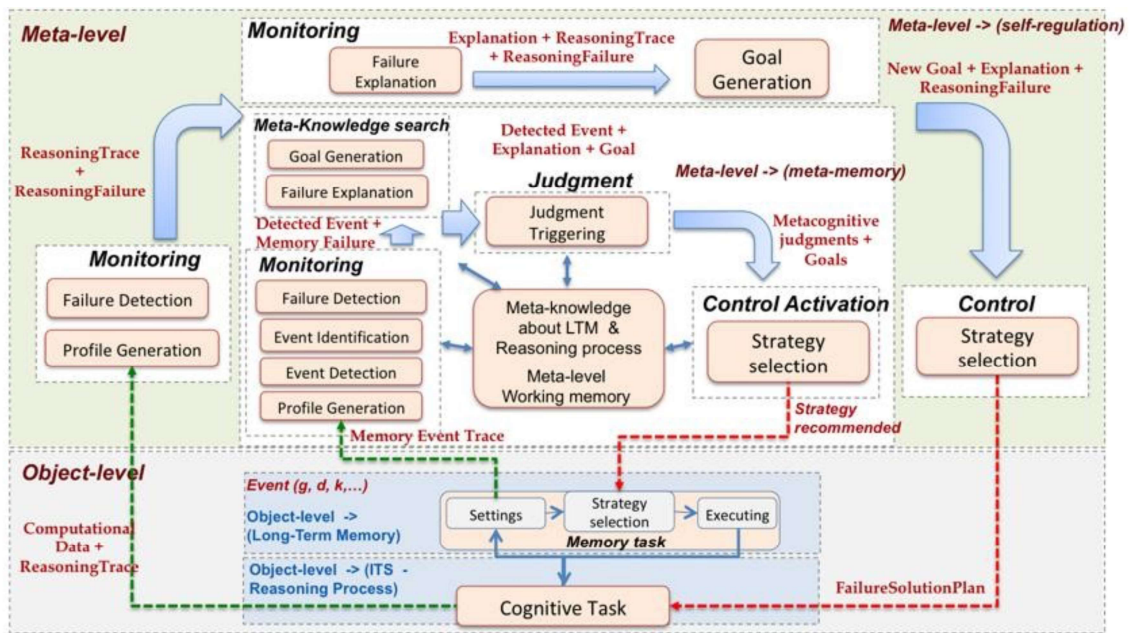 Meta-level
Monitoring
Failure
Explanation
Explanation + ReasoningTrace
+ ReasoningFailure
Goal
Generation
Meta-level -> (self-regulation)
New Goal + Explanation +
ReasoningFailure
ReasoningTrace
+
ReasoningFailure
Meta-Knowledge search
Goal Generation
Failure Explanation
Detected Event +
Explanation + Goal
Judgment
Judgment
Triggering
Meta-level -> (meta-memory)
Metacognitive
judgments +
Goals
Detected Event +
Memory Failure
Monitoring
Failure Detection
Profile Generation
Monitoring
Failure Detection
Event Identification
Event Detection
Profile Generation
Meta-knowledge
about LTM &
Reasoning process
Meta-level
Working memory
Control Activation
Strategy
selection
Control
Strategy
selection
Strategy
recommended
Memory Event Trace
Object-level
Event (g, d, k,...)
Object-level ->
(Long-Term Memory)
Settings
Strategy
selection
Executing
Memory task
Computational
Data +
ReasoningTrace
Object-level -> (ITS -
Reasoning Process)
Cognitive Task
FailureSolutionPlan